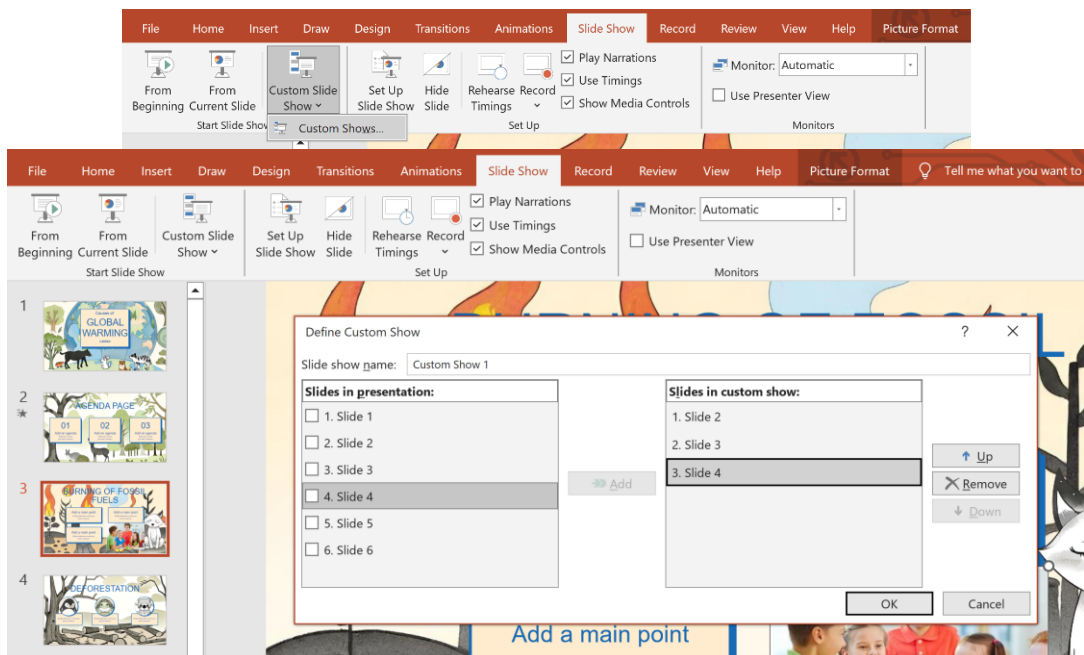 File Home Insert Draw Design Transitions Animations Slide Show Record Review View Help Picture Format
From Beginning
From Current Slide
Custom Slide Show
Set Up Slide Show
Hide Slide
Rehearse Timings
Record
Play Narrations
Use Timings
Show Media Controls
Monitor: Automatic
Use Presenter View
Start Slide Show
Set Up
Monitors
Custom Shows...
File Home Insert Draw Design Transitions Animations Slide Show Record Review View Help Picture Format Tell me what you want to
From Beginning
From Current Slide
Custom Slide Show
Set Up Slide Show
Hide Slide
Rehearse Timings
Record
Play Narrations
Use Timings
Show Media Controls
Monitor: Automatic
Use Presenter View
Start Slide Show
Set Up
Monitors
1
GLOBAL
WARMING
2
AGENDA PAGE
01 02 03
3
BURNING OF FOSSIL
FUELS
4
DEFORESTATION
Define Custom Show
Slide show name: Custom Show 1
Slides in presentation:
1. Slide 1
2. Slide 2
3. Slide 3
4. Slide 4
5. Slide 5
6. Slide 6
Add
Slides in custom show:
1. Slide 2
2. Slide 3
3. Slide 4
Up
Remove
Down
OK
Cancel
Add a main point